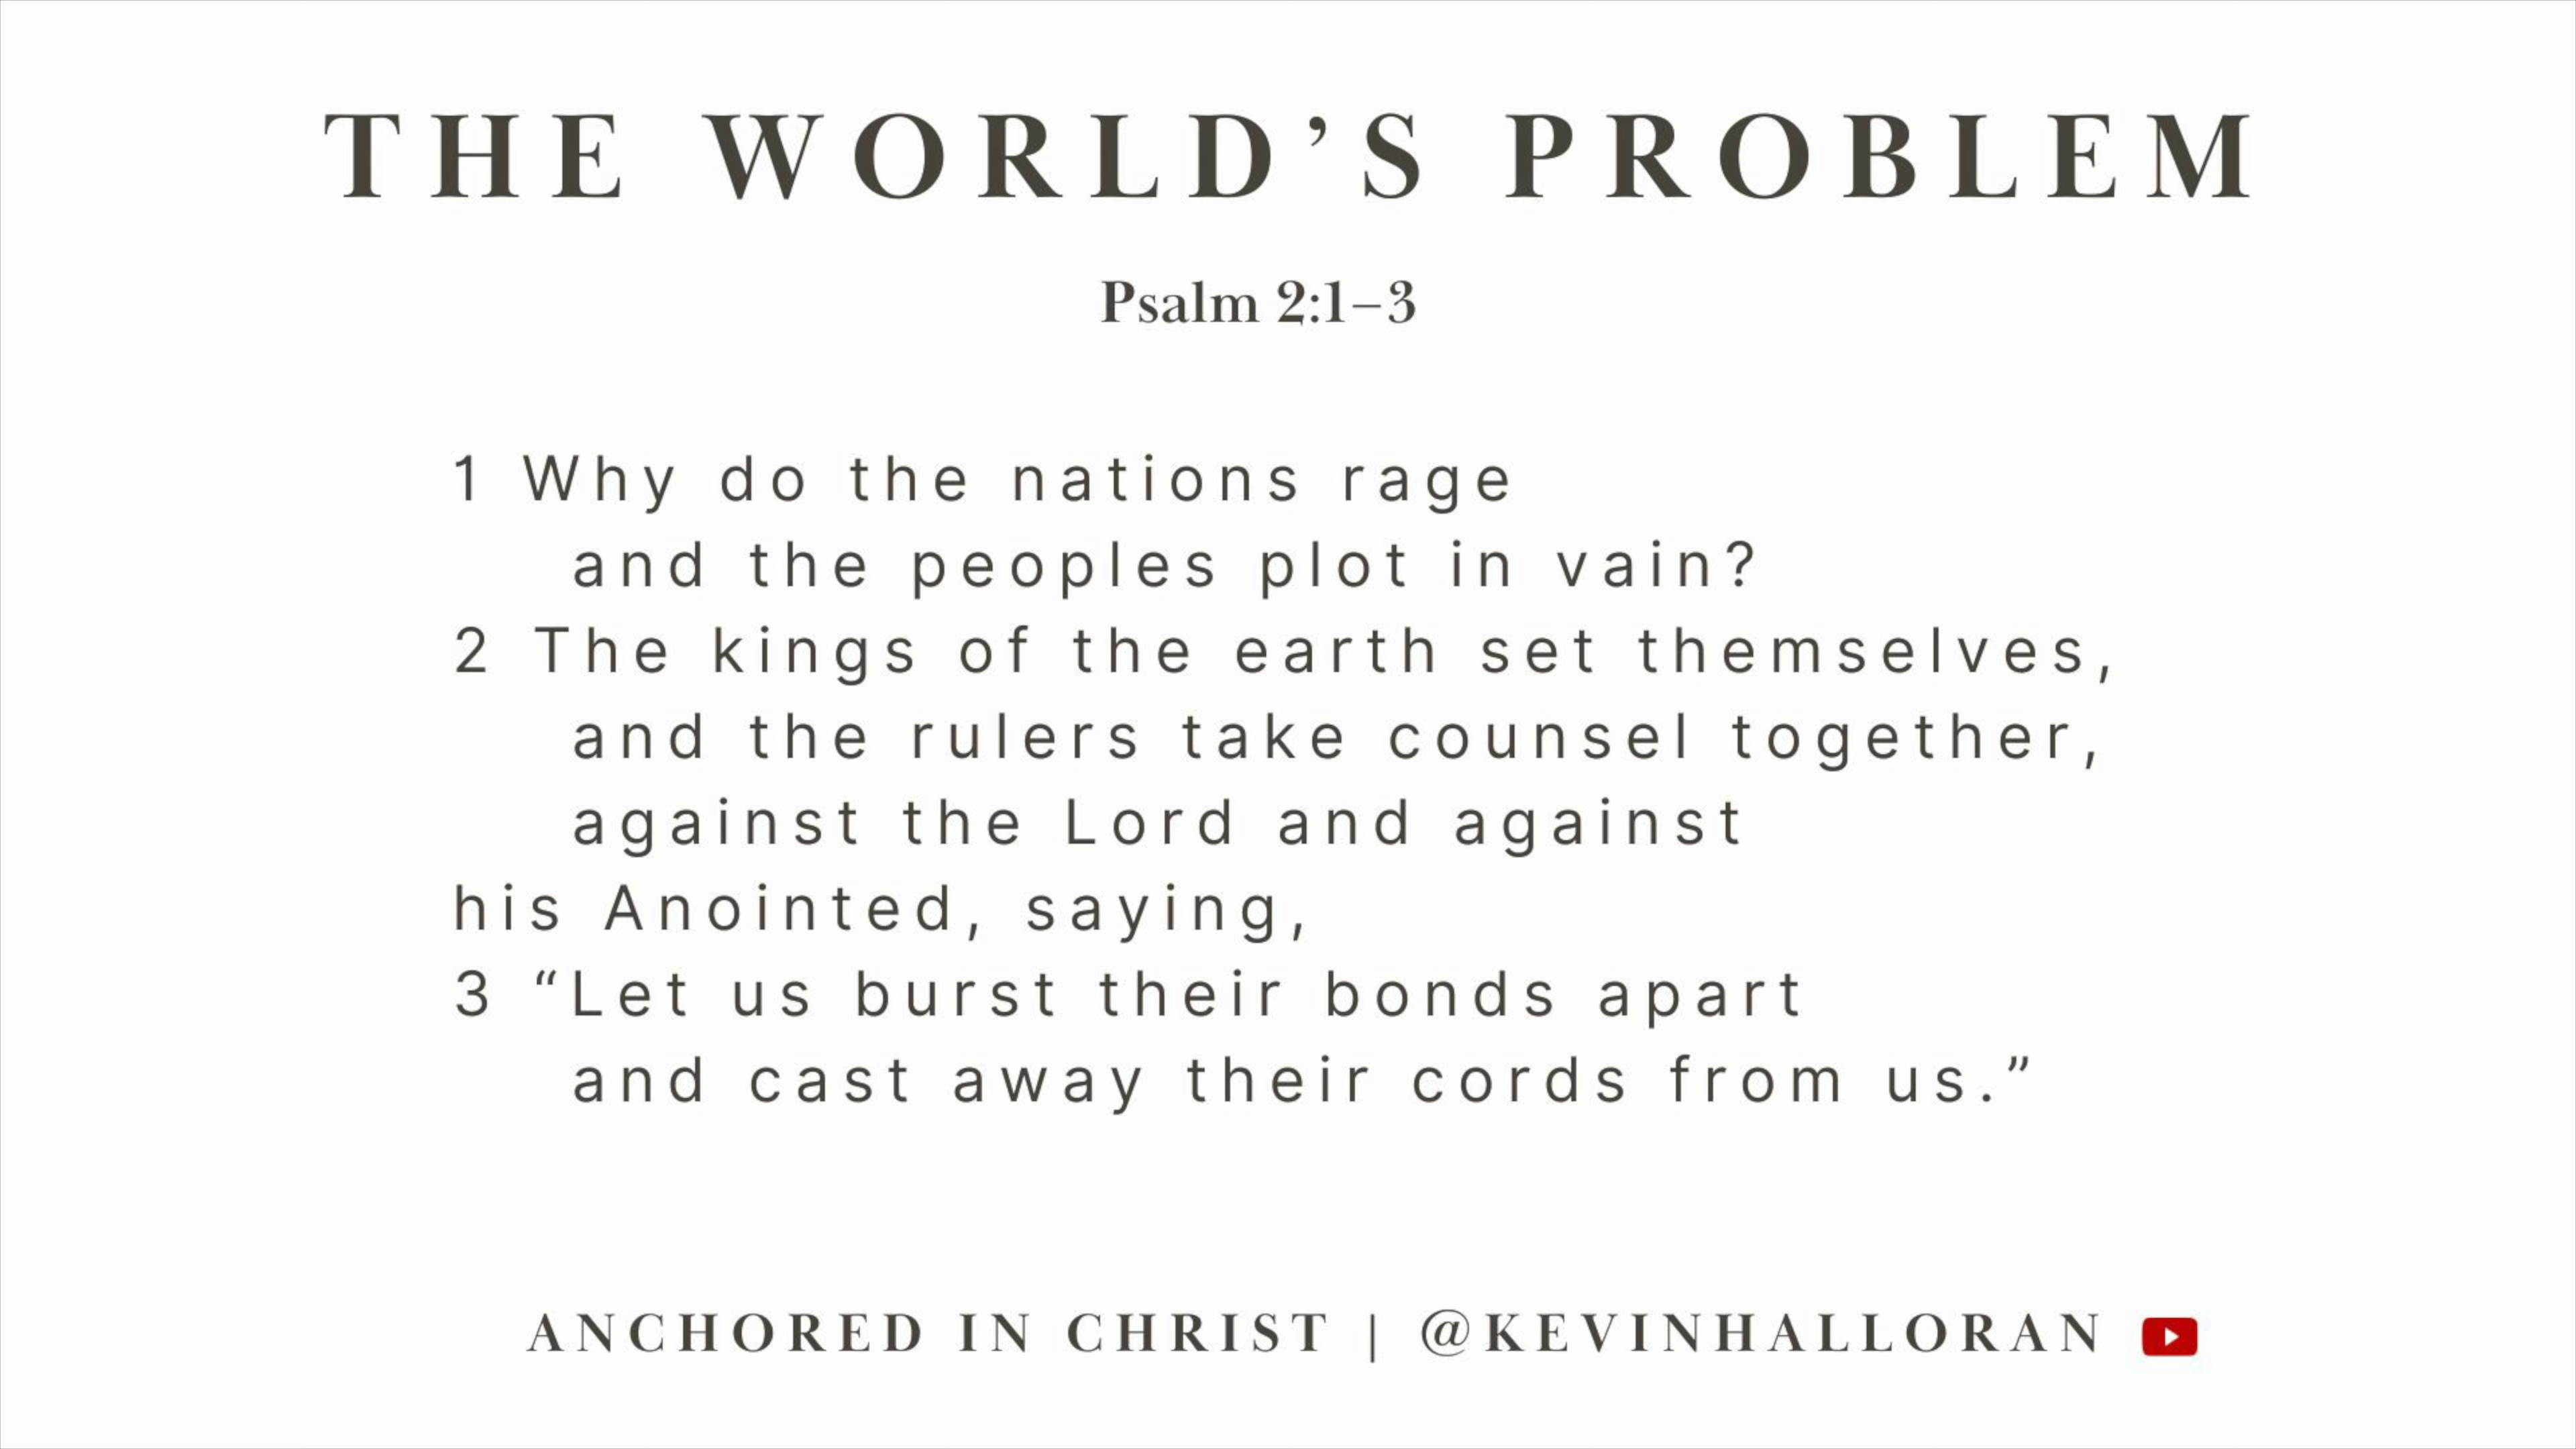 THE WORLD’S PROBLEM
Psalm 2:1–3
1 Why do the nations rage
and the peoples plot in vain?
2 The kings of the earth set themselves,
and the rulers take counsel together,
against the Lord and against
his Anointed, saying,
3 “Let us burst their bonds apart
and cast away their cords from us.”
ANCHORED IN CHRIST | @KEVINHALLORAN